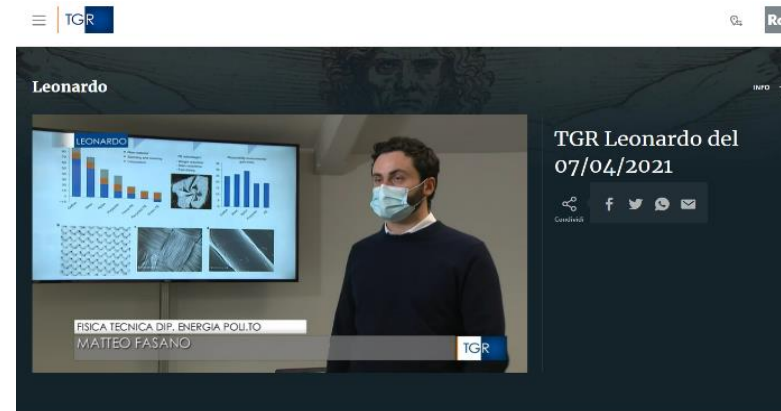 TGR
Leonardo
INFO
LEONARDO
TGR Leonardo del
07/04/2021
Condividi
FISICA TECNICA DIP. ENERGIA POLI.TO
MATTEO FASANO
TGR